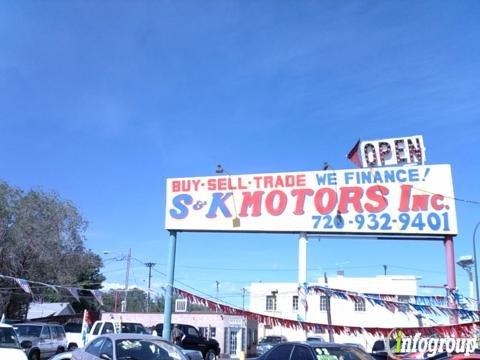 OPEN
BUY-SELL-TRADE WE FINANCE!
S&K MOTORS INC.
720-932-9401
Infogroup